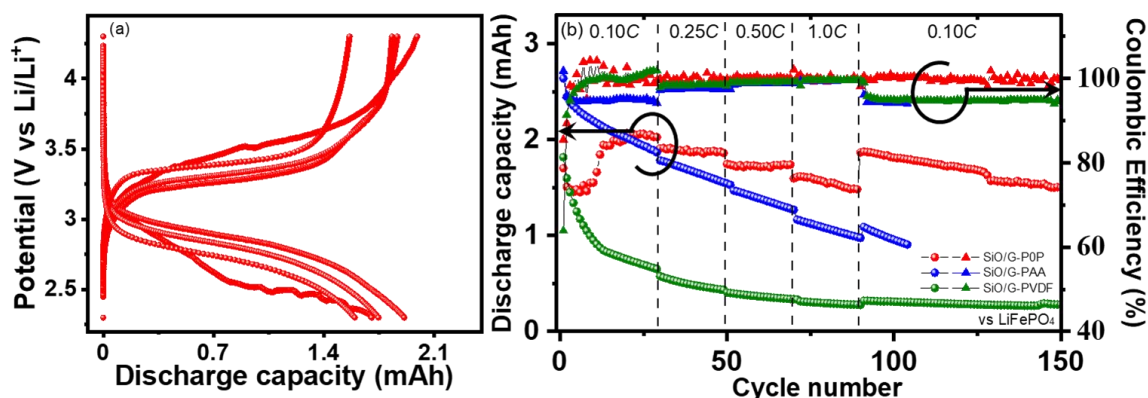 (a)
Potential (V vs Li/Li⁺)
4.3
3.5
3
2.5
0
0.7
1.4
2.1
Discharge capacity (mAh)
(b)
0.10C
0.25C
0.50C
1.0C
0.10C
Discharge capacity (mAh)
3
2
1
0
0
50
100
150
Cycle number
100
80
60
40
Coulombic Efficiency (%)
SiO/G-P0P
SiO/G-PAA
SiO/G-PVDF
vs LiFePO₄